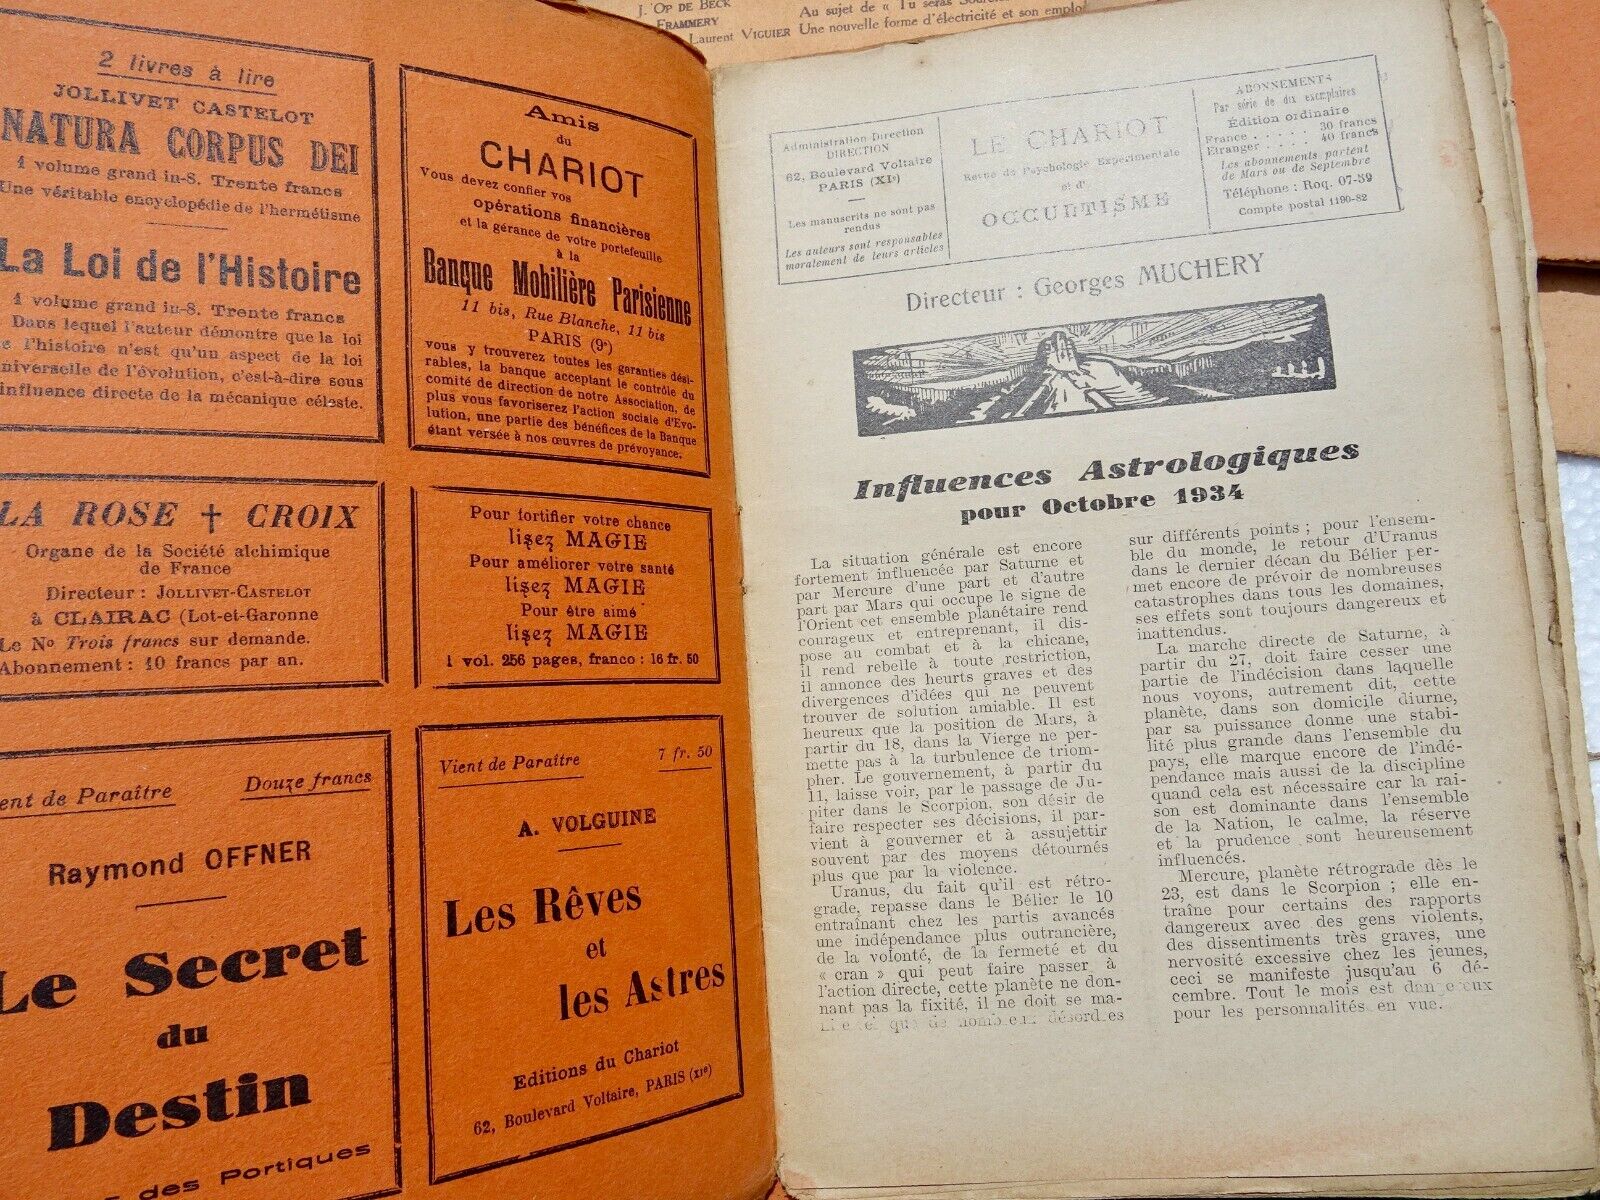 J. OP DE BECK
FRAMMERY
Laurent VIGUIER
Au sujet de « Tu seras
Une nouvelle forme d'électricité et son emploi
2 livres à lire
JOLLIVET CASTELOT
NATURA CORPUS DEI
1 volume grand in-8. Trente francs
Une véritable encyclopédie de l'hermétisme
La Loi de l'Histoire
1 volume grand in-8. Trente francs
Dans lequel l'auteur démontre que la loi
de l'histoire n'est qu'un aspect de la loi
universelle de l'évolution, c'est-à-dire sous
influence directe de la mécanique céleste.
LA ROSE † CROIX
Organe de la Société alchimique
de France
Directeur : JOLLIVET-CASTELOT
à CLAIRAC (Lot-et-Garonne
Le No Trois francs sur demande.
Abonnement : 10 francs par an.
ent de Paraître
Douze francs
Raymond OFFNER
Le Secret
du
Destin
des Portiques
Amis
du
CHARIOT
Vous devez confier vos
opérations financières
et la gérance de votre portefeuille
à la
Banque Mobilière Parisienne
11 bis, Rue Blanche, 11 bis
PARIS (9e)
vous y trouverez toutes les garanties dési-
rables, la banque acceptant le contrôle du
comité de direction de notre Association, de
plus vous favoriserez l'action sociale d'Evo-
lution, une partie des bénéfices de la Banque
étant versée à nos œuvres de prévoyance.
Pour fortifier votre chance
lisez MAGIE
Pour améliorer votre santé
lisez MAGIE
Pour être aimé
lisez MAGIE
1 vol. 256 pages, franco : 16 fr. 50
Vient de Paraître
7 fr. 50
A. VOLGUINE
Les Rêves
et
les Astres
Editions du Chariot
62, Boulevard Voltaire, PARIS (XIe)
Administration Direction
DIRECTION
62, Boulevard Voltaire
PARIS (XIe)
Les manuscrits ne sont pas
rendus
Les auteurs sont responsables
moralement de leurs articles
LE CHARIOT
Revue de Psychologie Expérimentale
et d'
OCCULTISME
ABONNEMENTS
Par série de dix exemplaires
Édition ordinaire
France . . . . . 30 francs
Etranger . . . . 40 francs
Les abonnements partent
de Mars ou de Septembre
Téléphone : Roq. 07-39
Compte postal 1190-82
Directeur : Georges MUCHERY
Influences Astrologiques
pour Octobre 1934
La situation générale est encore
fortement influencée par Saturne et
par Mercure d'une part et d'autre
part par Mars qui occupe le signe de
l'Orient cet ensemble planétaire rend
courageux et entreprenant, il dis-
pose au combat et à la chicane,
il rend rebelle à toute restriction,
il annonce des heurts graves et des
divergences d'idées qui ne peuvent
trouver de solution amiable. Il est
heureux que la position de Mars, à
partir du 18, dans la Vierge ne per-
mette pas à la turbulence de triom-
pher. Le gouvernement, à partir du
11, laisse voir, par le passage de Ju-
piter dans le Scorpion, son désir de
faire respecter ses décisions, il par-
vient à gouverner et à assujettir
souvent par des moyens détournés
plus que par la violence.
Uranus, du fait qu'il est rétro-
grade, repasse dans le Bélier le 10
entraînant chez les partis avancés
une indépendance plus outrancière,
de la volonté, de la fermeté et du
« cran » qui peut faire passer à
l'action directe, cette planète ne don-
nant pas la fixité, il ne doit se ma-
que de nombreux désordres
sur différents points ; pour l'ensem-
ble du monde, le retour d'Uranus
dans le dernier décan du Bélier per-
met encore de prévoir de nombreuses
catastrophes dans tous les domaines,
ses effets sont toujours dangereux et
inattendus.
La marche directe de Saturne, à
partir du 27, doit faire cesser une
partie de l'indécision dans laquelle
nous voyons, autrement dit, cette
planète, dans son domicile diurne,
par sa puissance donne une stabi-
lité plus grande dans l'ensemble du
pays, elle marque encore de l'indé-
pendance mais aussi de la discipline
quand cela est nécessaire car la rai-
son est dominante dans l'ensemble
de la Nation, le calme, la réserve
et la prudence sont heureusement
influencés.
Mercure, planète rétrograde dès le
23, est dans le Scorpion ; elle en-
traîne pour certains des rapports
dangereux avec des gens violents,
des dissentiments très graves, une
nervosité excessive chez les jeunes,
ceci se manifeste jusqu'au 6 dé-
cembre. Tout le mois est dangereux
pour les personnalités en vue.